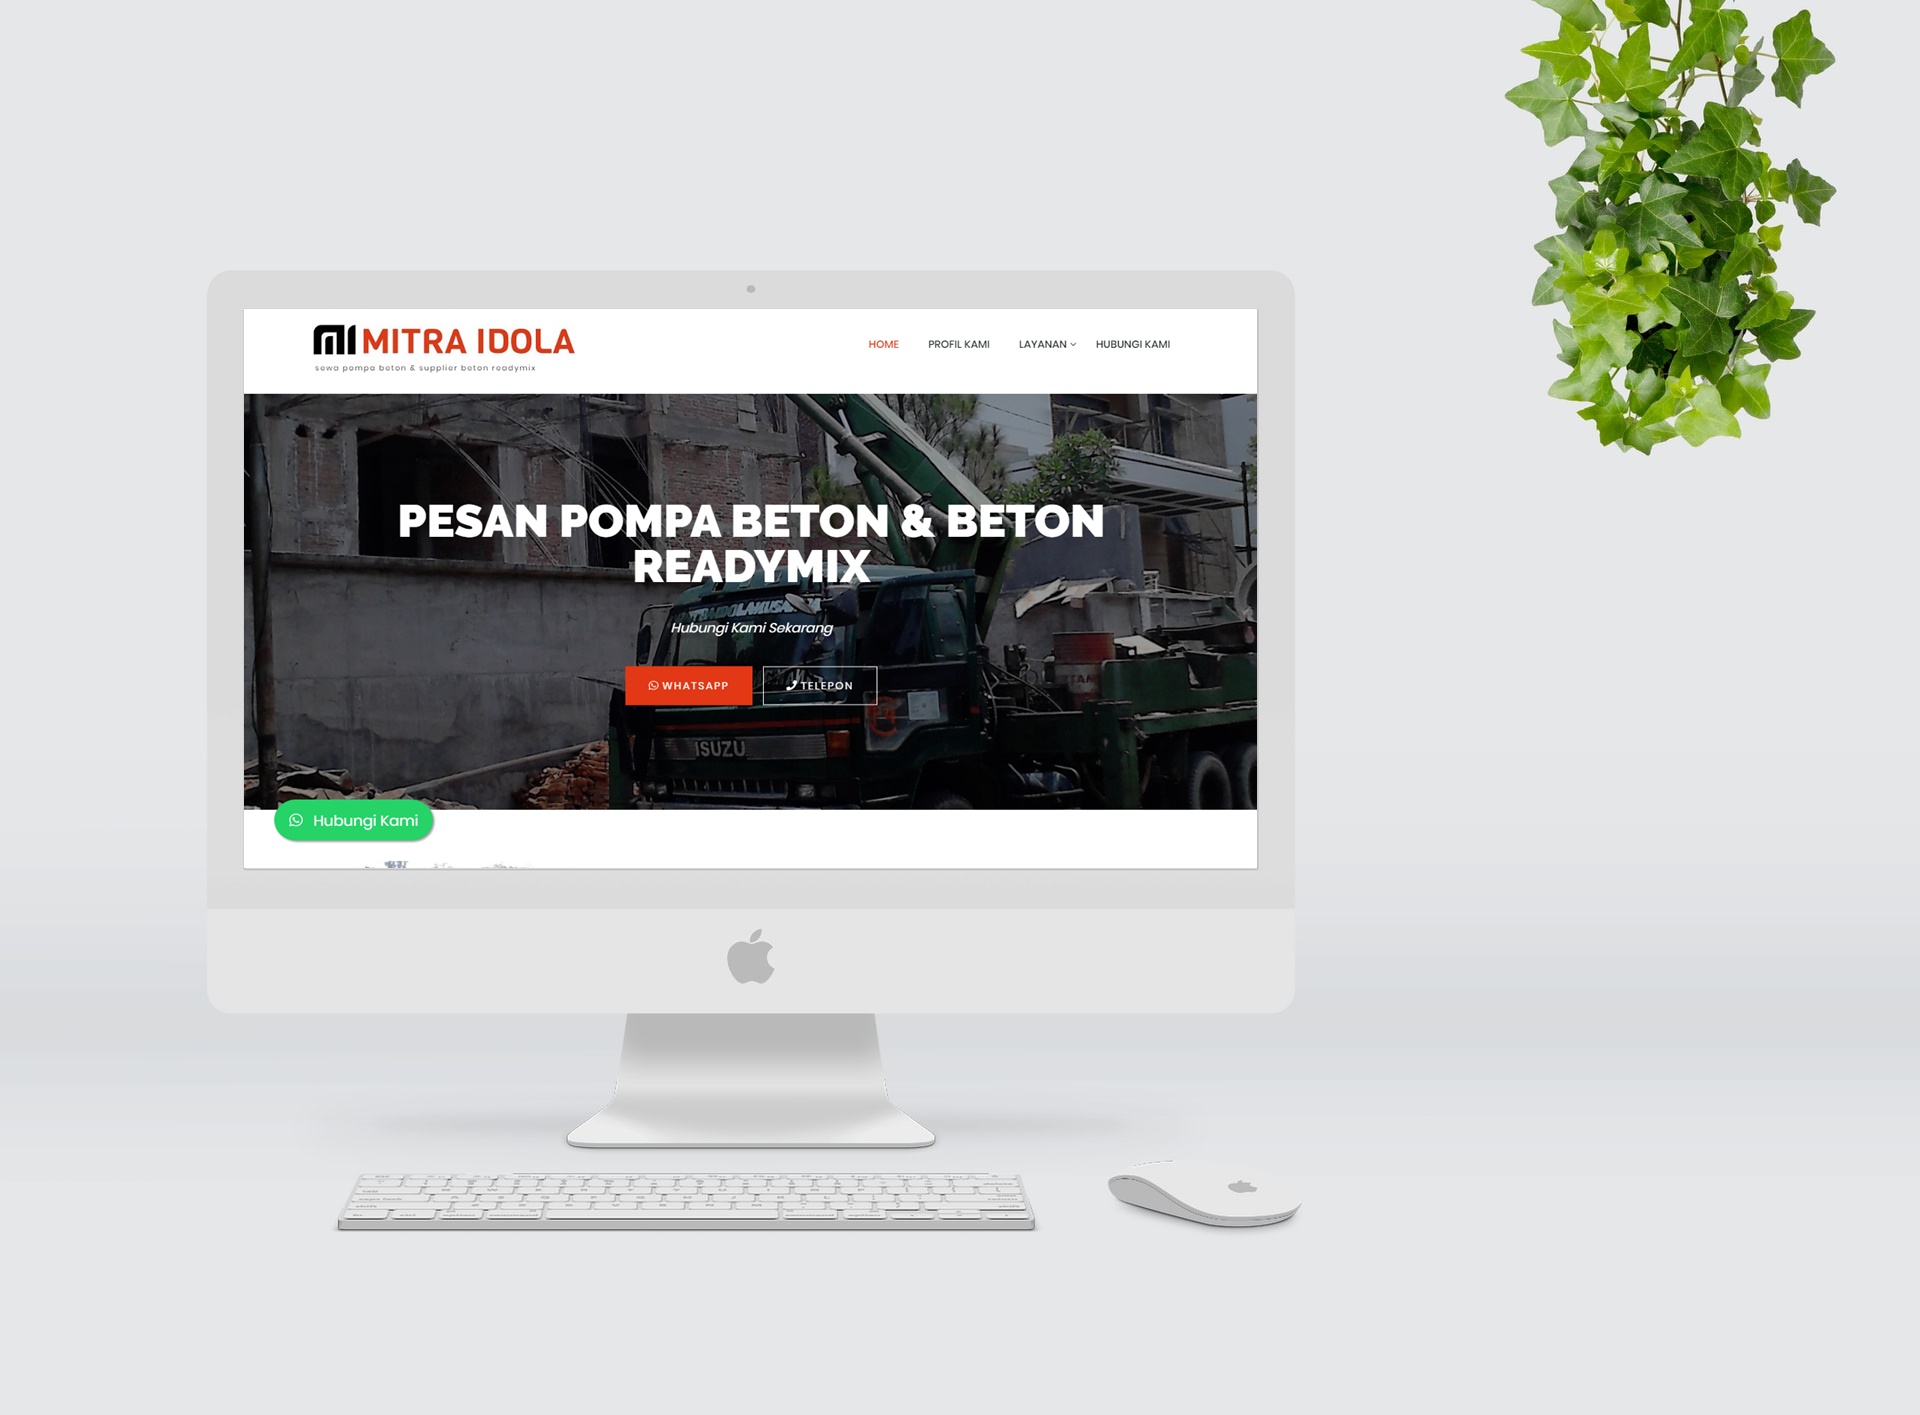 MITRA IDOLA
sewa pompa beton & supplier beton readymix
HOME PROFIL KAMI LAYANAN HUBUNGI KAMI
PESAN POMPA BETON & BETON
READYMIX
Hubungi Kami Sekarang
WHATSAPP TELEPON
ISUZU
Hubungi Kami